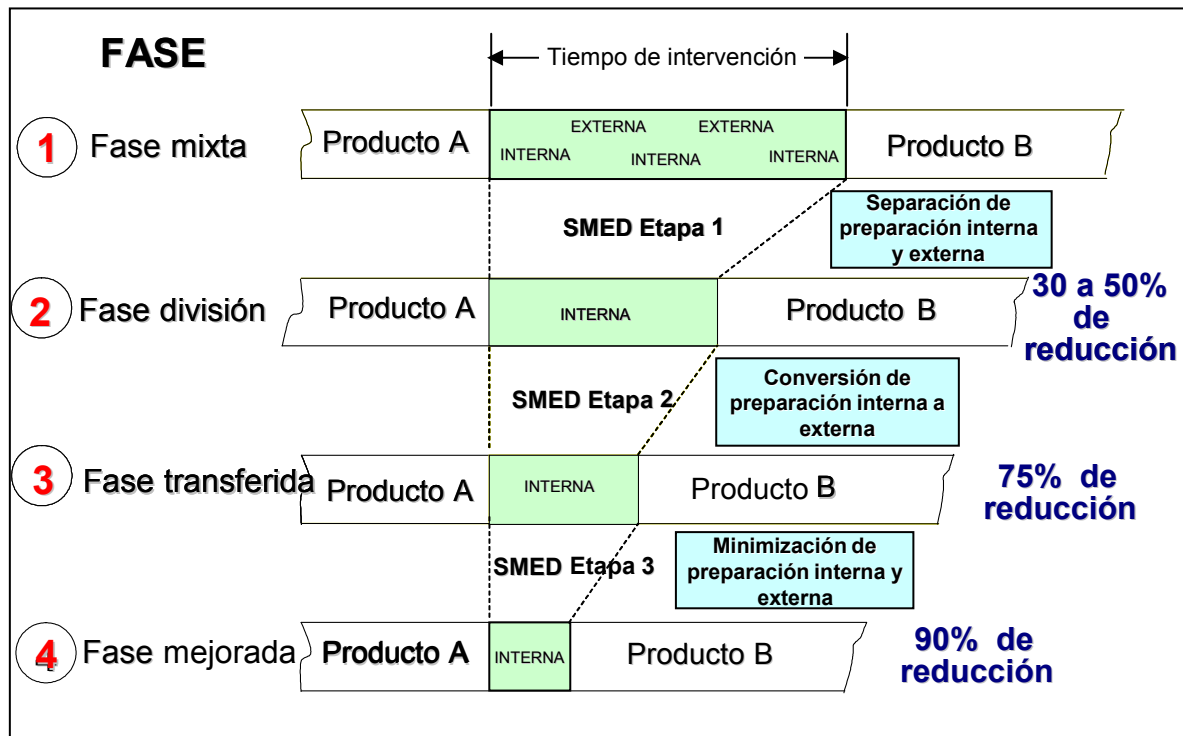 FASE
Tiempo de intervención
1
Fase mixta
Producto A
EXTERNA
EXTERNA
INTERNA
INTERNA
INTERNA
Producto B
SMED Etapa 1
Separación de
preparación interna
y externa
2
Fase división
Producto A
INTERNA
Producto B
30 a 50%
de
reducción
SMED Etapa 2
Conversión de
preparación interna a
externa
3
Fase transferida
Producto A
INTERNA
Producto B
75% de
reducción
SMED Etapa 3
Minimización de
preparación interna y
externa
4
Fase mejorada
Producto A
INTERNA
Producto B
90% de
reducción